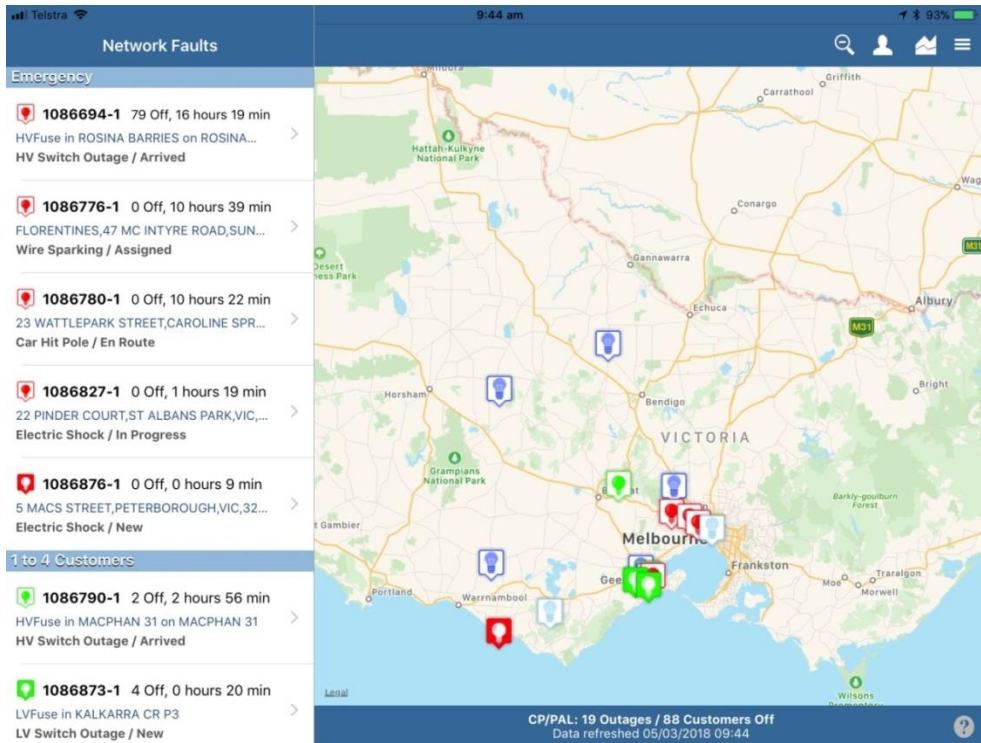 Telstra
9:44 am
93%
Network Faults
Emergency
1086694-1 79 Off, 16 hours 19 min
HVFuse in ROSINA BARRIES on ROSINA...
HV Switch Outage / Arrived
1086776-1 0 Off, 10 hours 39 min
FLORENTINES,47 MC INTYRE ROAD,SUN...
Wire Sparking / Assigned
1086780-1 0 Off, 10 hours 22 min
23 WATTLEPARK STREET,CAROLINE SPR...
Car Hit Pole / En Route
1086827-1 0 Off, 1 hours 19 min
22 PINDER COURT,ST ALBANS PARK,VIC,...
Electric Shock / In Progress
1086876-1 0 Off, 0 hours 9 min
5 MACS STREET,PETERBOROUGH,VIC,32...
Electric Shock / New
1 to 4 Customers
1086790-1 2 Off, 2 hours 56 min
HVFuse in MACPHAN 31 on MACPHAN 31
HV Switch Outage / Arrived
1086873-1 4 Off, 0 hours 20 min
LVFuse in KALKARRA CR P3
LV Switch Outage / New
Mildura
Griffith
Carrathool
Hattah-Kulkyne
National Park
Wag
Conargo
M31
Desert
ness Park
Gannawarra
Echuca
Albury
M31
Horsham
Bendigo
Bright
VICTORIA
Grampians
National Park
Barkly-goulburn
Forest
t Gambier
Melbourne
Frankston
Gee
Moe
Traralgon
Morwell
Portland
Warrnambool
Legal
Wilsons
Promontory
CP/PAL: 19 Outages / 88 Customers Off
Data refreshed 05/03/2018 09:44
?